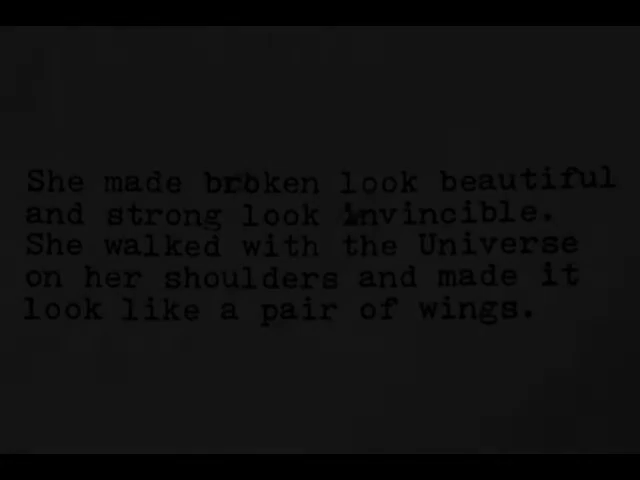 She made broken look beautiful
and strong look invincible.
She walked with the Universe
on her shoulders and made it
look like a pair of wings.